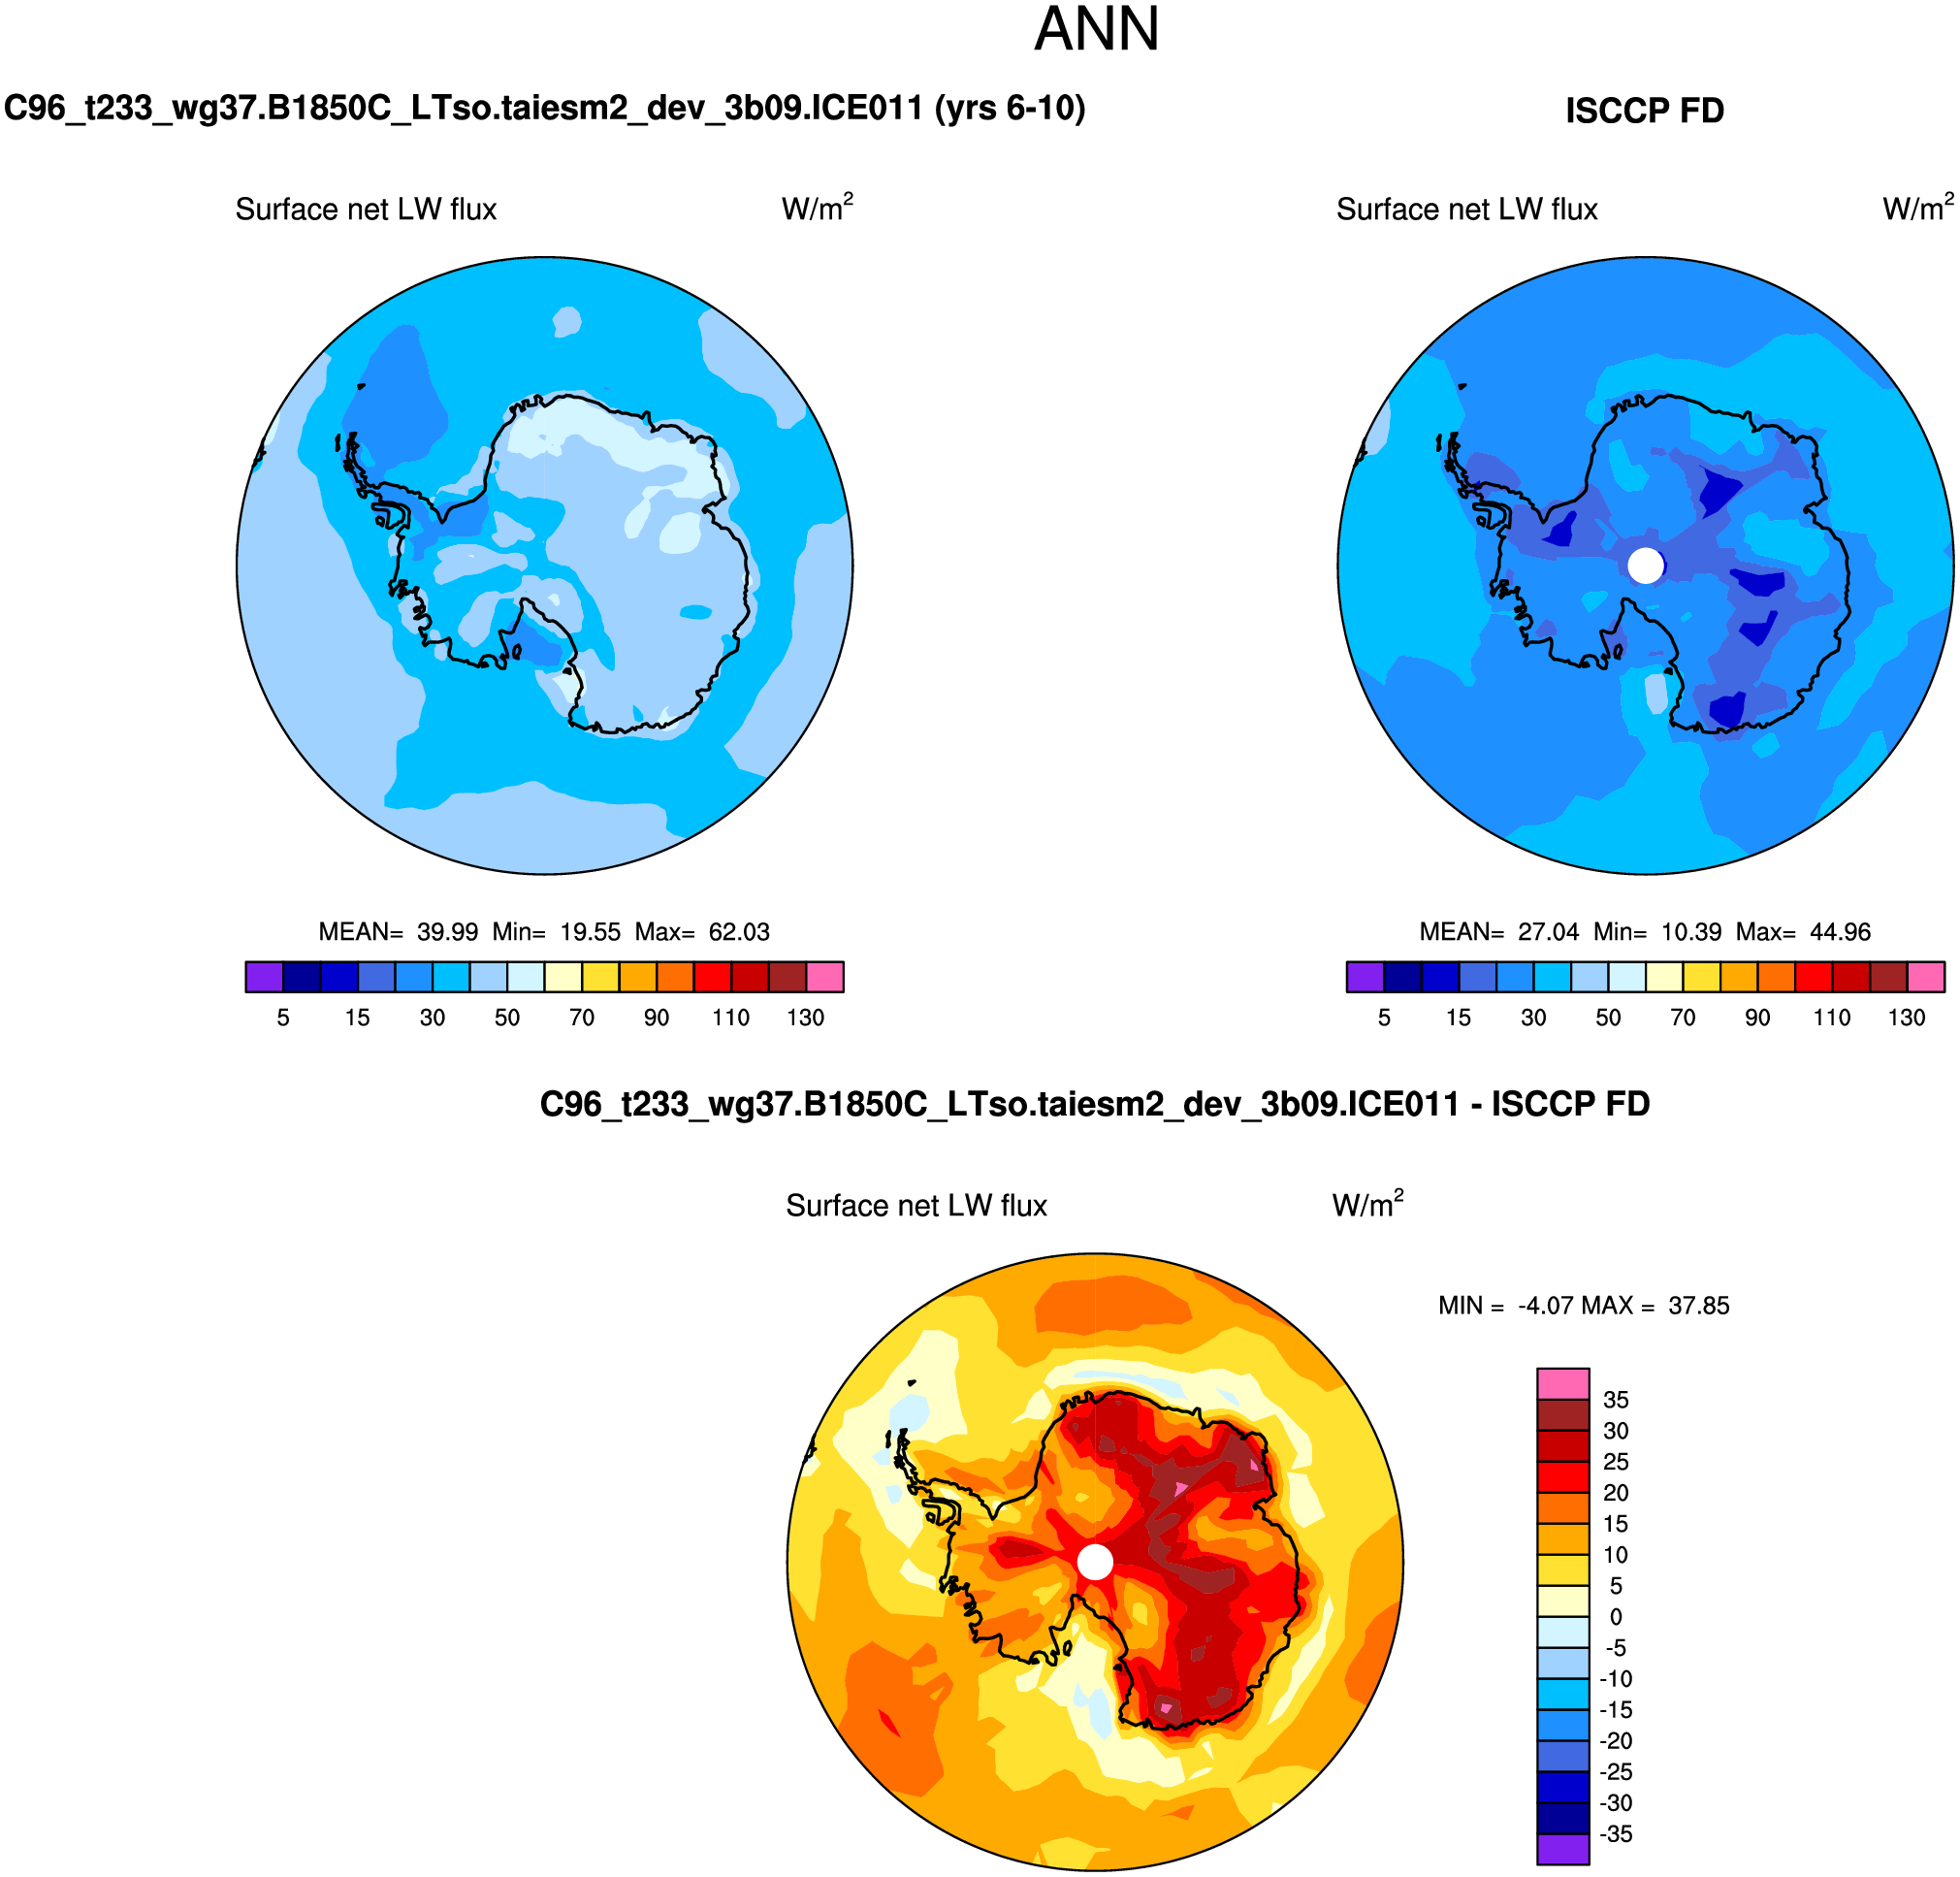 ANN
C96_t233_wg37.B1850C_LTso.taiesm2_dev_3b09.ICE011 (yrs 6-10)
ISCCP FD
Surface net LW flux W/m2
Surface net LW flux W/m2
MEAN= 39.99 Min= 19.55 Max= 62.03
MEAN= 27.04 Min= 10.39 Max= 44.96
5 15 30 50 70 90 110 130
5 15 30 50 70 90 110 130
C96_t233_wg37.B1850C_LTso.taiesm2_dev_3b09.ICE011 - ISCCP FD
Surface net LW flux W/m2
MIN = -4.07 MAX = 37.85
35
30
25
20
15
10
5
0
-5
-10
-15
-20
-25
-30
-35